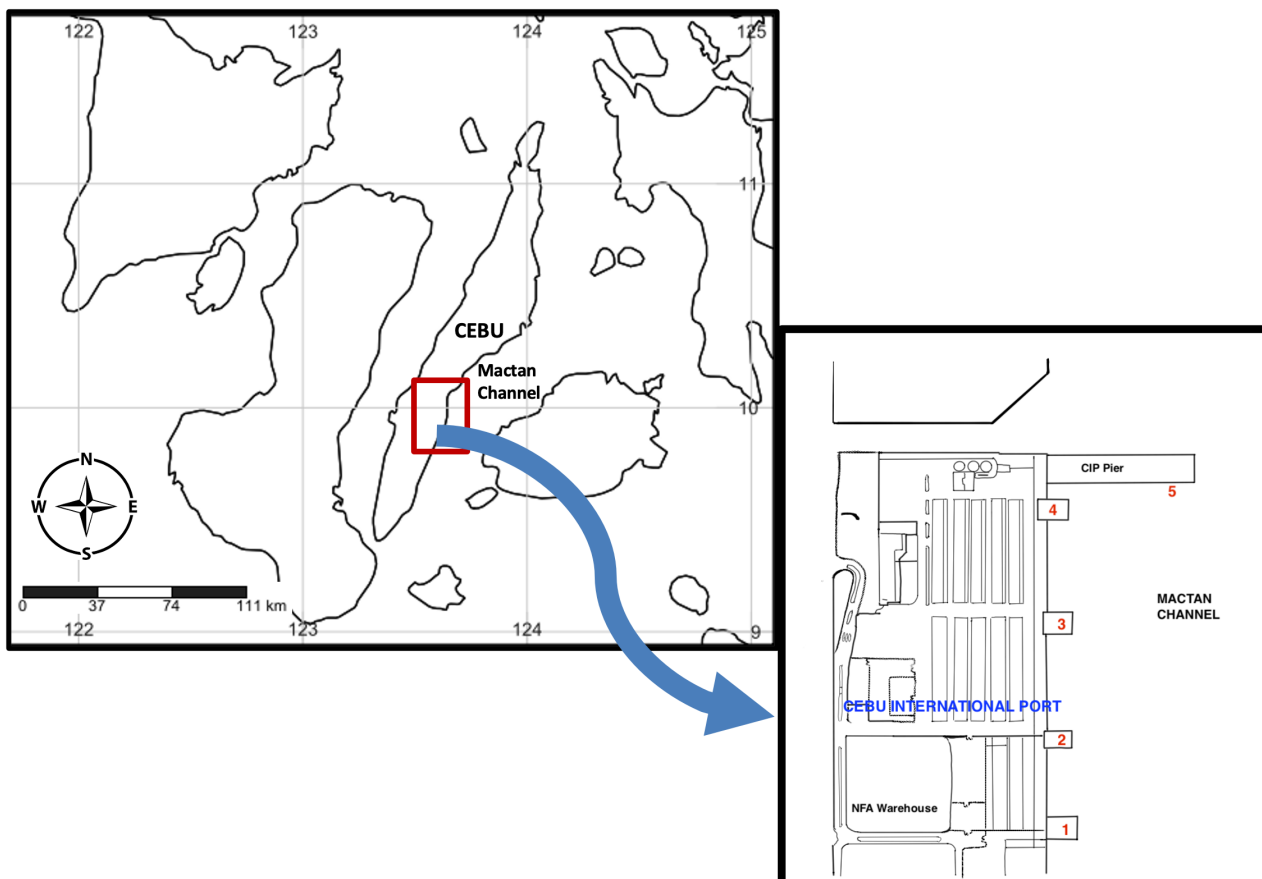 122
123
124
125
11
CEBU
Mactan
Channel
10
N
W
E
S
0
37
74
111 km
122
123
124
9
CIP Pier
5
4
MACTAN
CHANNEL
3
CEBU INTERNATIONAL PORT
2
NFA Warehouse
1